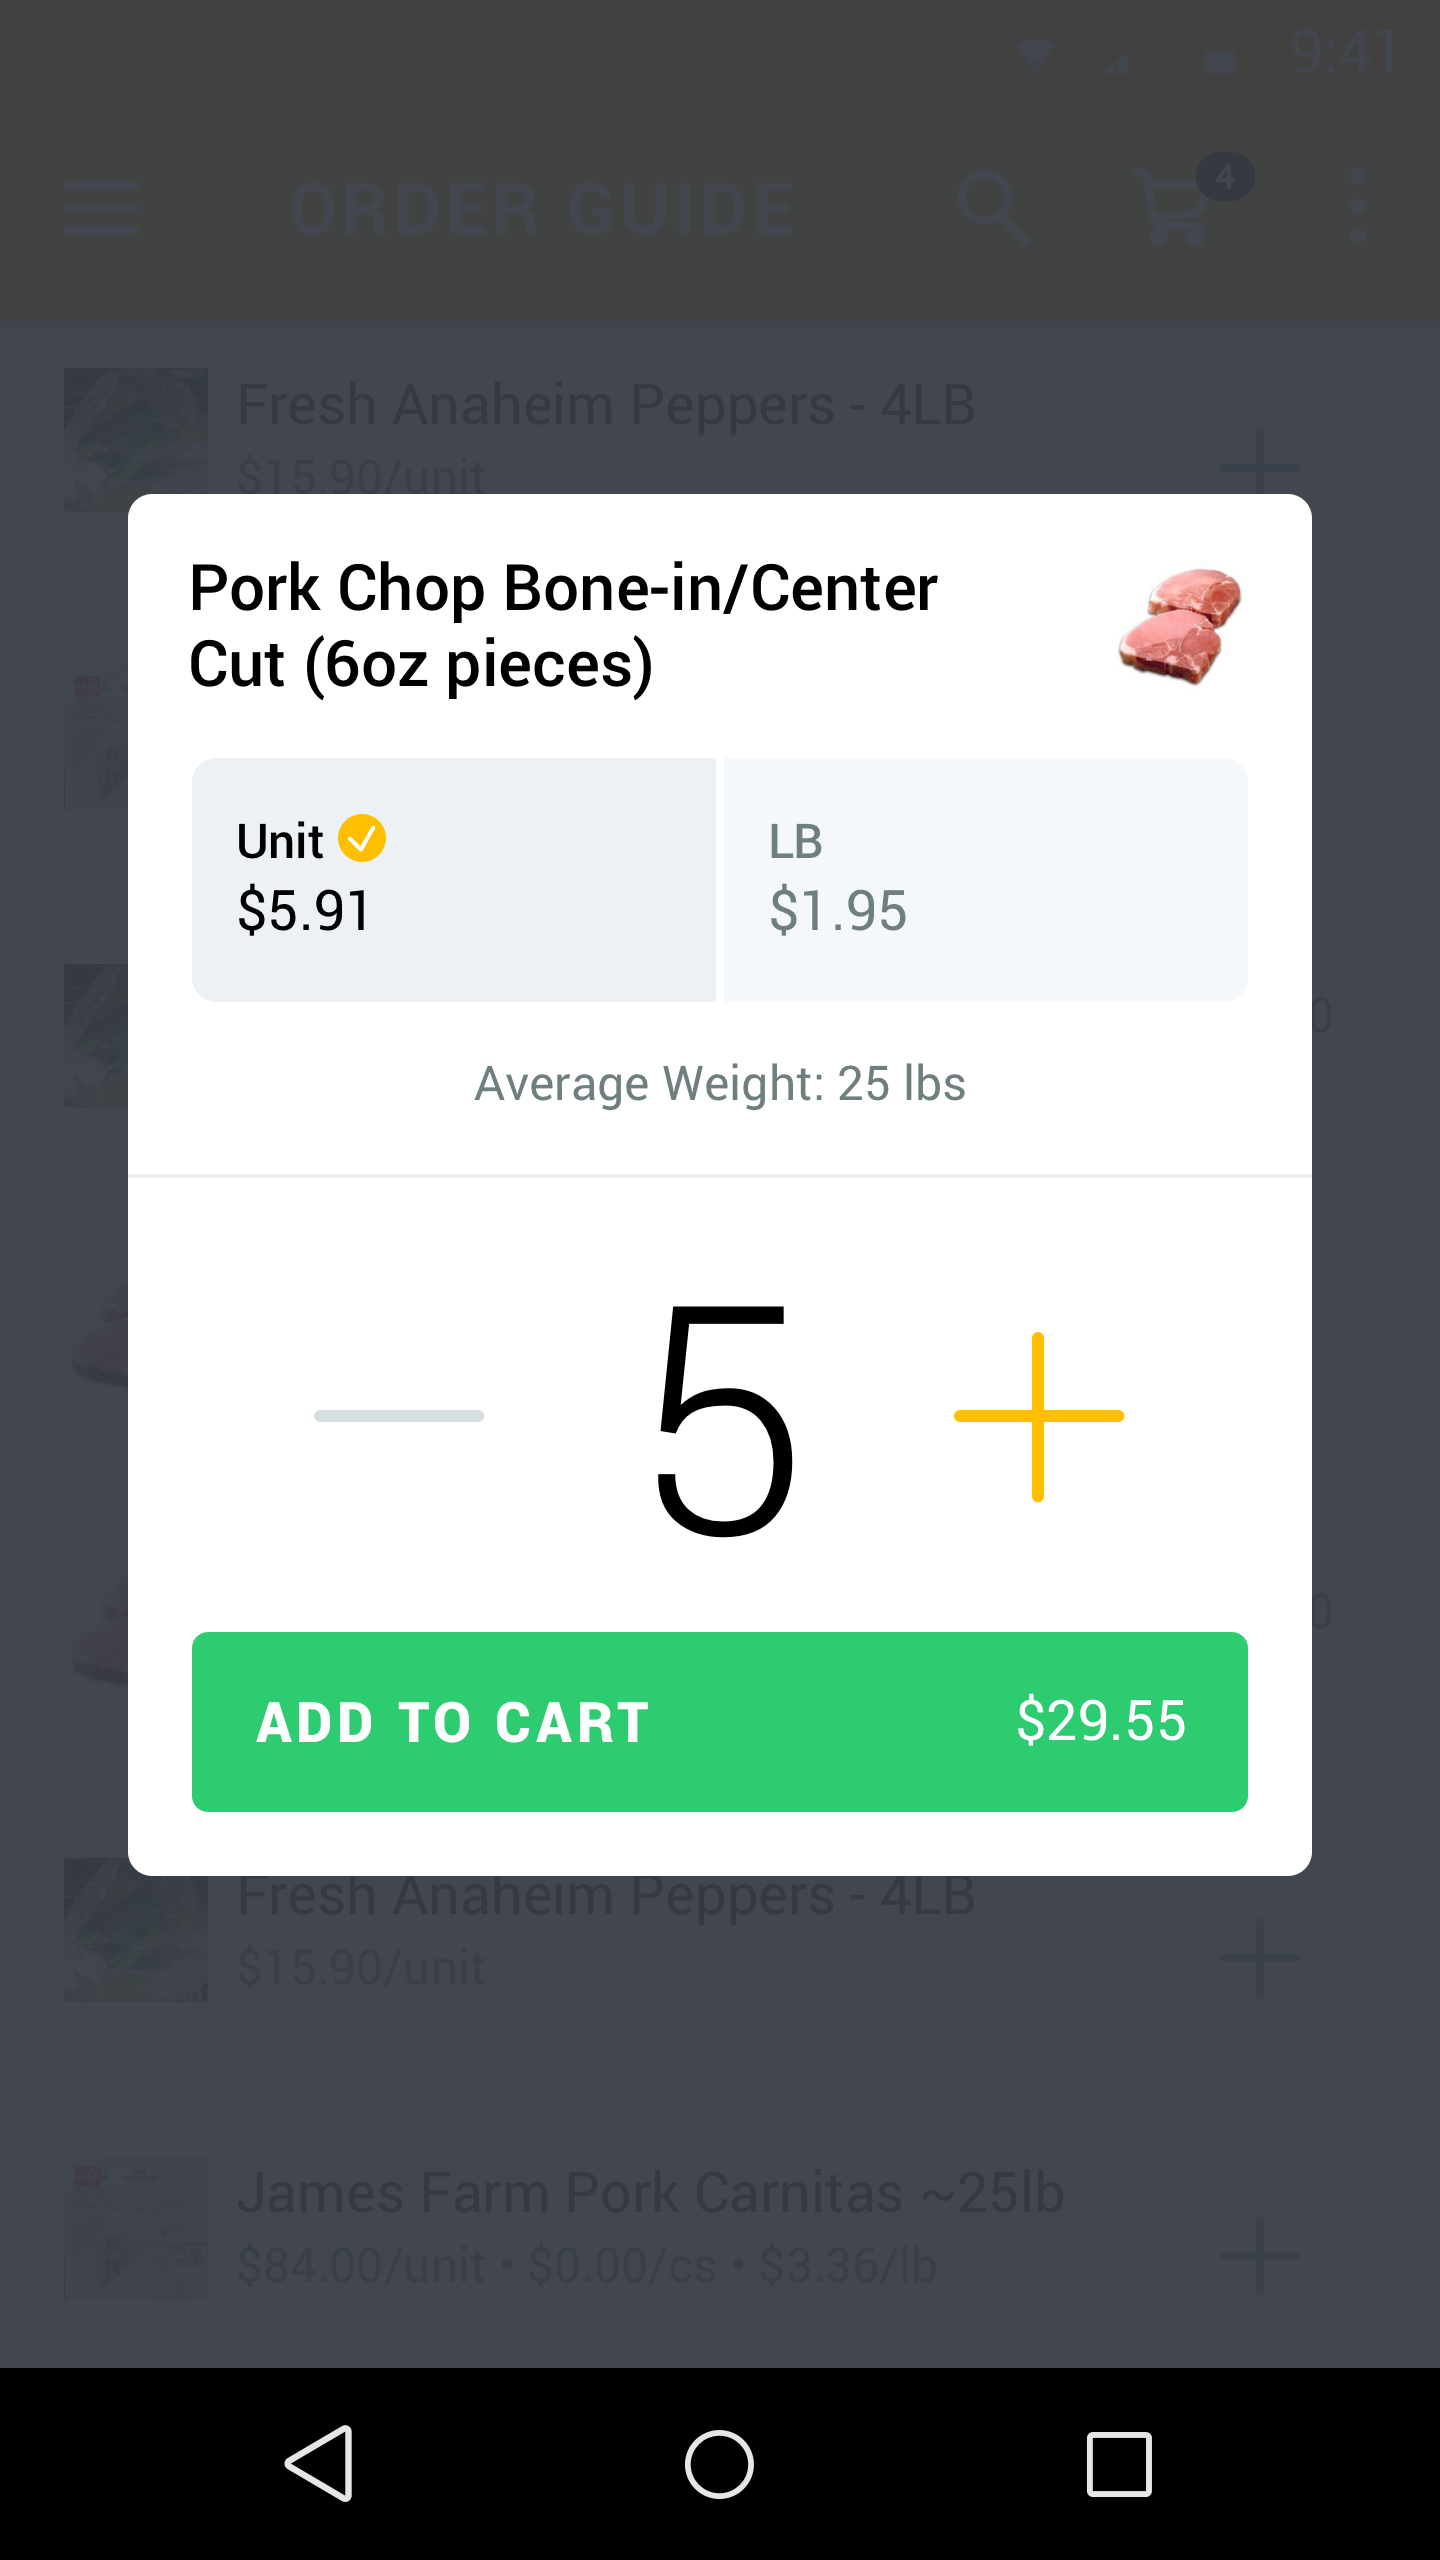 9:41
ORDER GUIDE
4
Fresh Anaheim Peppers - 4LB
$15.90/unit
Pork Chop Bone-in/Center
Cut (6oz pieces)
Unit
$5.91
LB
$1.95
Average Weight: 25 lbs
5
ADD TO CART
$29.55
Fresh Anaheim Peppers - 4LB
$15.90/unit
James Farm Pork Carnitas ~25lb
$84.00/unit • $0.00/cs • $3.36/lb